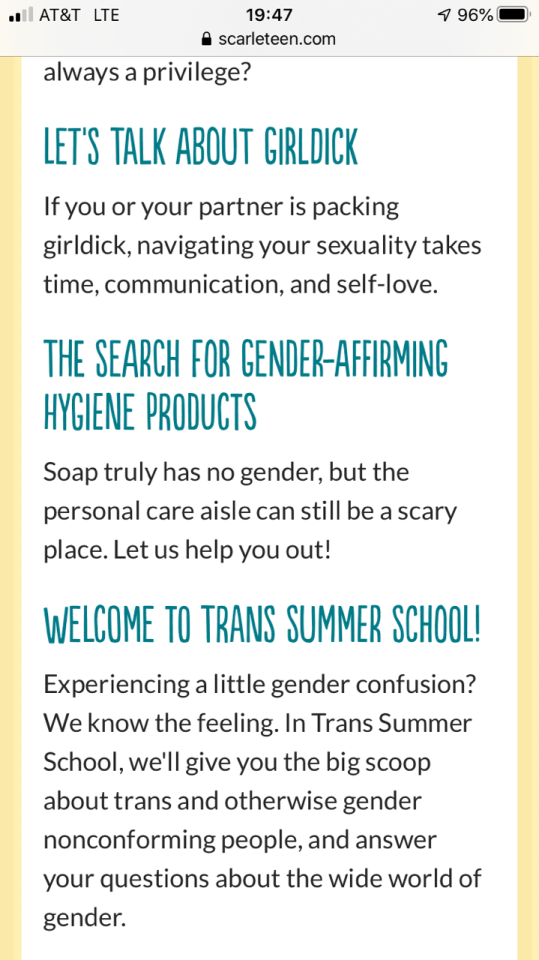 AT&T LTE 19:47 96%
scarleteen.com
always a privilege?
LET'S TALK ABOUT GIRLDICK
If you or your partner is packing
girldick, navigating your sexuality takes
time, communication, and self-love.
THE SEARCH FOR GENDER-AFFIRMING
HYGIENE PRODUCTS
Soap truly has no gender, but the
personal care aisle can still be a scary
place. Let us help you out!
WELCOME TO TRANS SUMMER SCHOOL!
Experiencing a little gender confusion?
We know the feeling. In Trans Summer
School, we'll give you the big scoop
about trans and otherwise gender
nonconforming people, and answer
your questions about the wide world of
gender.